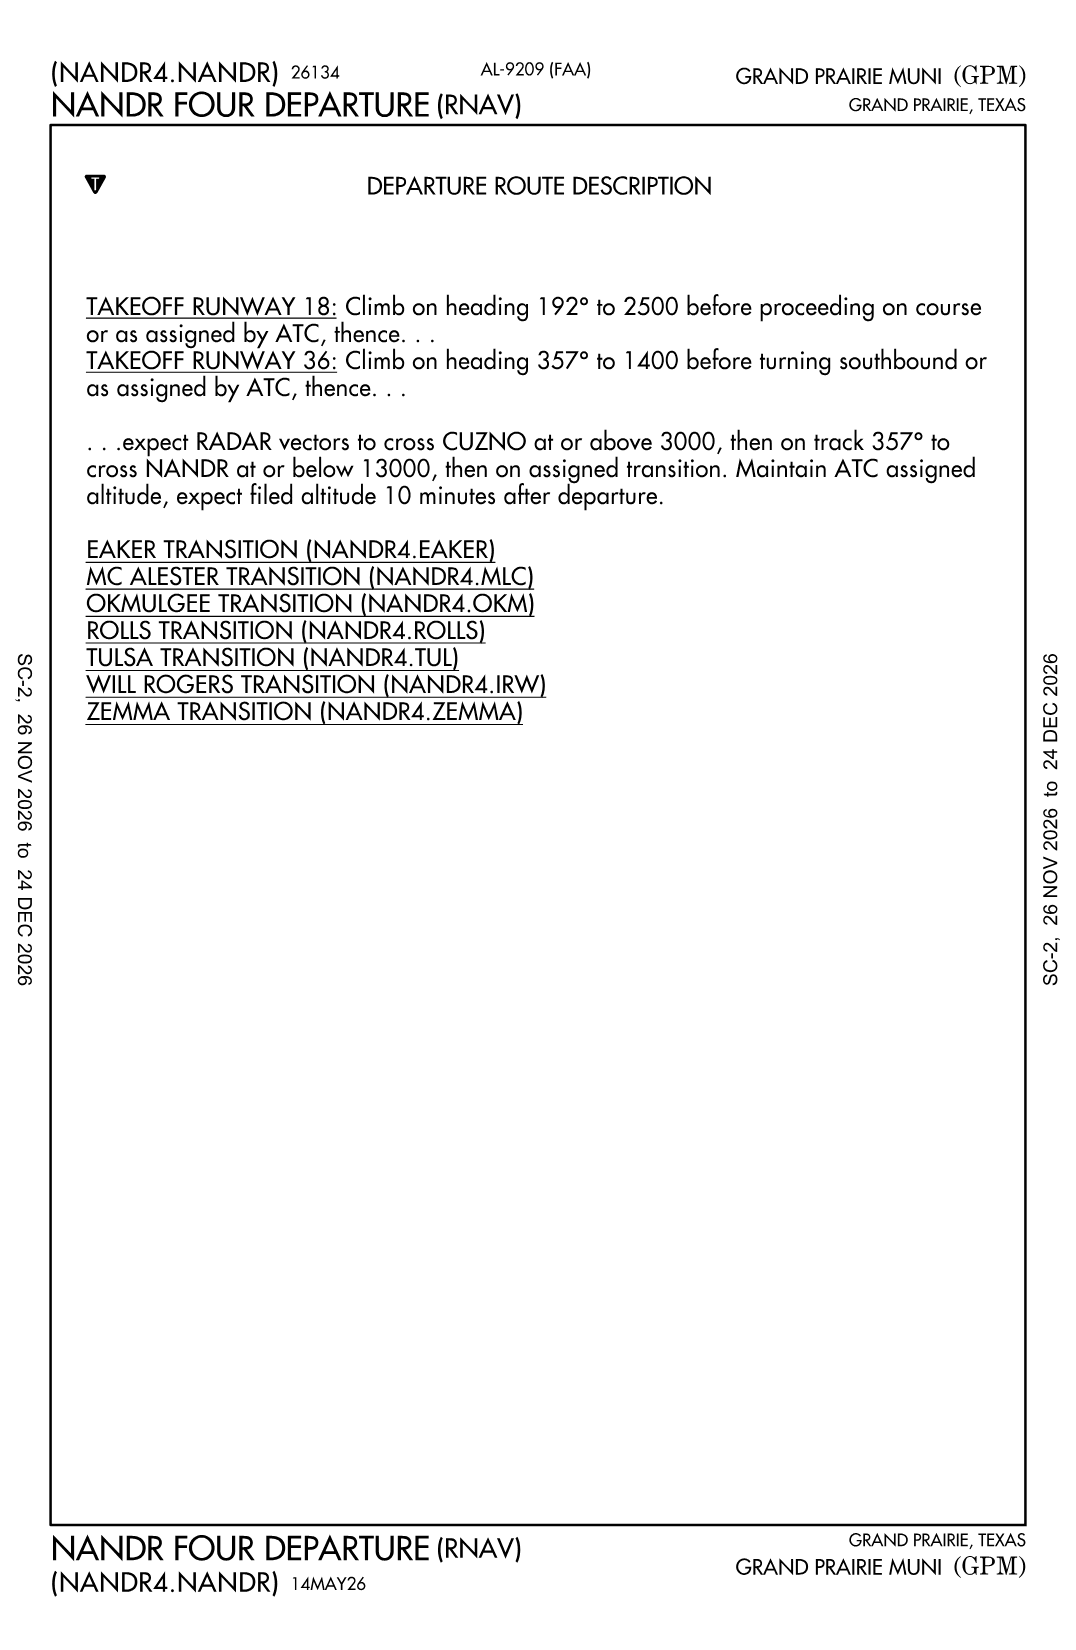 (NANDR4.NANDR) 26134
AL-9209 (FAA)
GRAND PRAIRIE MUNI (GPM)
NANDR FOUR DEPARTURE (RNAV)
GRAND PRAIRIE, TEXAS
T
DEPARTURE ROUTE DESCRIPTION
TAKEOFF RUNWAY 18: Climb on heading 192° to 2500 before proceeding on course
or as assigned by ATC, thence. . .
TAKEOFF RUNWAY 36: Climb on heading 357° to 1400 before turning southbound or
as assigned by ATC, thence. . .
. . .expect RADAR vectors to cross CUZNO at or above 3000, then on track 357° to
cross NANDR at or below 13000, then on assigned transition. Maintain ATC assigned
altitude, expect filed altitude 10 minutes after departure.
EAKER TRANSITION (NANDR4.EAKER)
MC ALESTER TRANSITION (NANDR4.MLC)
OKMULGEE TRANSITION (NANDR4.OKM)
ROLLS TRANSITION (NANDR4.ROLLS)
TULSA TRANSITION (NANDR4.TUL)
WILL ROGERS TRANSITION (NANDR4.IRW)
ZEMMA TRANSITION (NANDR4.ZEMMA)
SC-2, 26 NOV 2026 to 24 DEC 2026
SC-2, 26 NOV 2026 to 24 DEC 2026
NANDR FOUR DEPARTURE (RNAV)
GRAND PRAIRIE, TEXAS
(NANDR4.NANDR) 14MAY26
GRAND PRAIRIE MUNI (GPM)